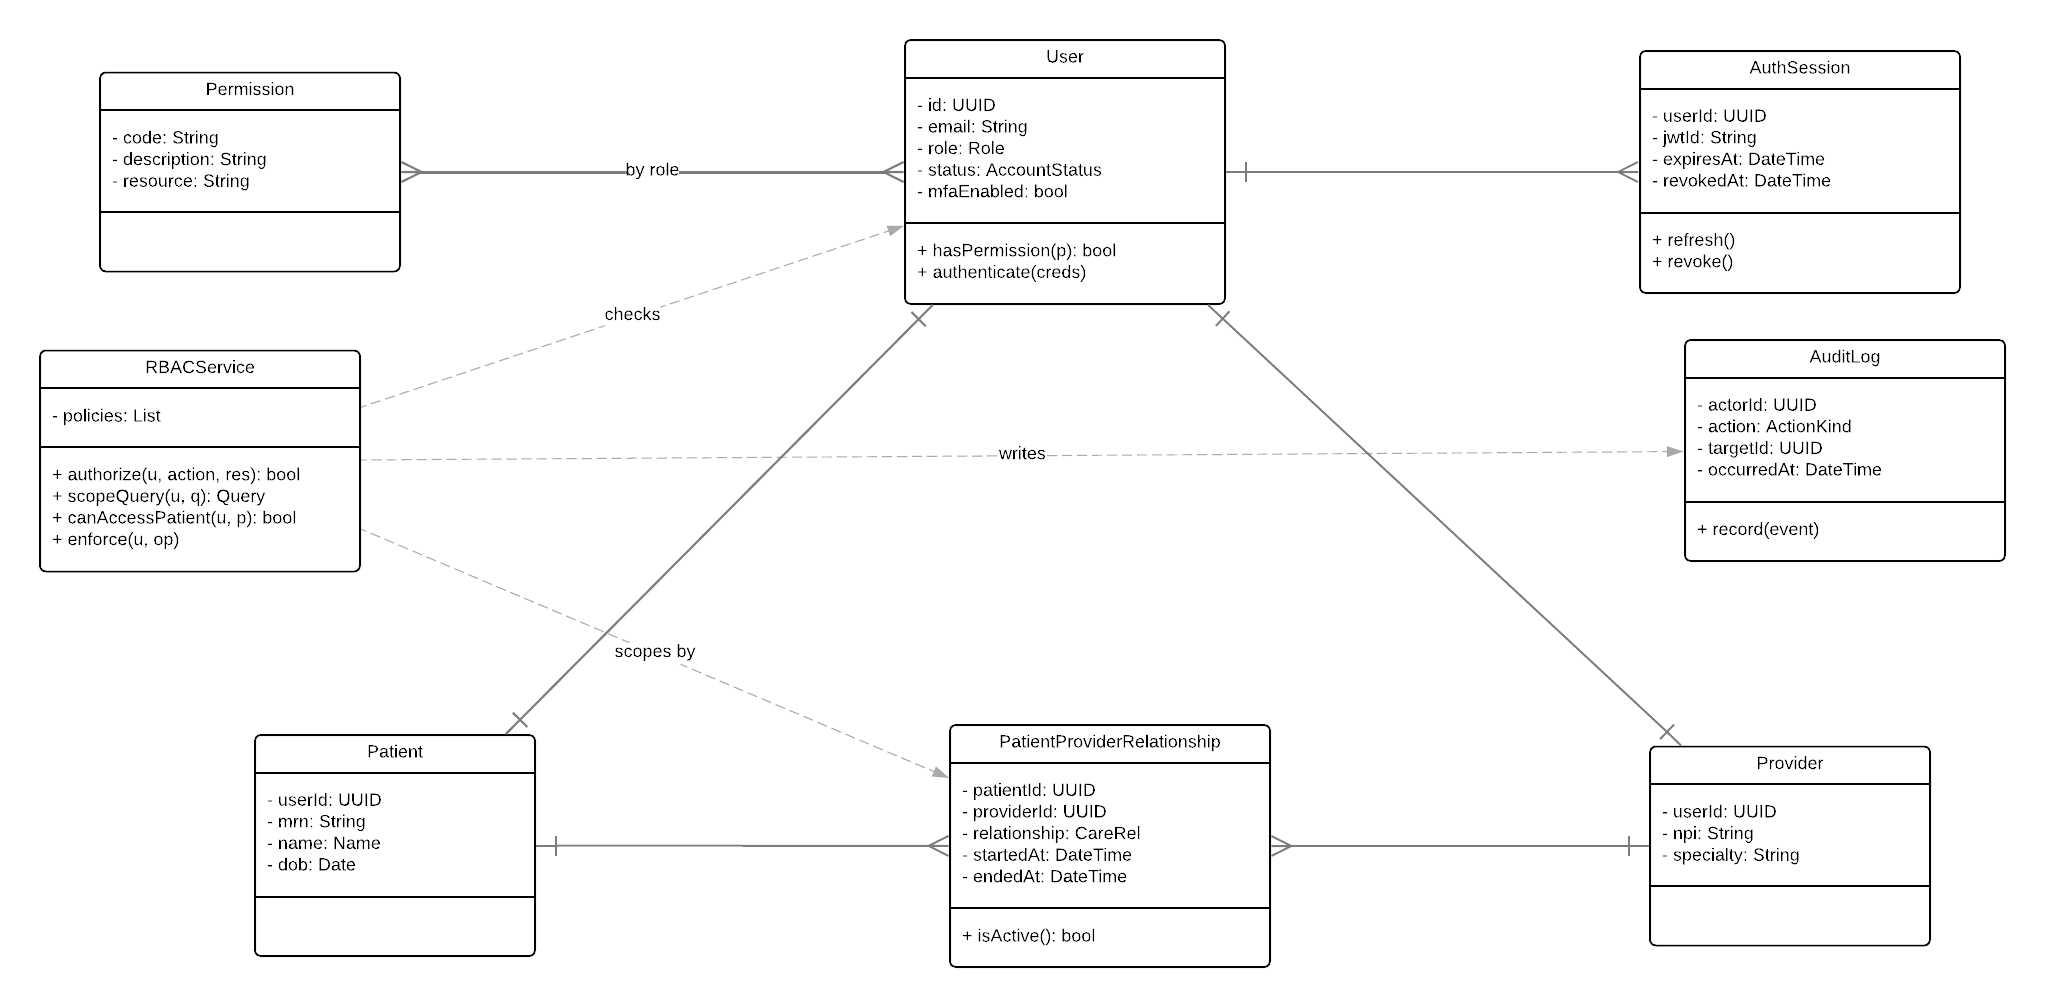 Permission
- code: String
- description: String
- resource: String
by role
User
- id: UUID
- email: String
- role: Role
- status: AccountStatus
- mfaEnabled: bool
+ hasPermission(p): bool
+ authenticate(creds)
AuthSession
- userId: UUID
- jwtId: String
- expiresAt: DateTime
- revokedAt: DateTime
+ refresh()
+ revoke()
checks
RBACService
- policies: List
+ authorize(u, action, res): bool
+ scopeQuery(u, q): Query
+ canAccessPatient(u, p): bool
+ enforce(u, op)
writes
AuditLog
- actorId: UUID
- action: ActionKind
- targetId: UUID
- occurredAt: DateTime
+ record(event)
scopes by
Patient
- userId: UUID
- mrn: String
- name: Name
- dob: Date
PatientProviderRelationship
- patientId: UUID
- providerId: UUID
- relationship: CareRel
- startedAt: DateTime
- endedAt: DateTime
+ isActive(): bool
Provider
- userId: UUID
- npi: String
- specialty: String